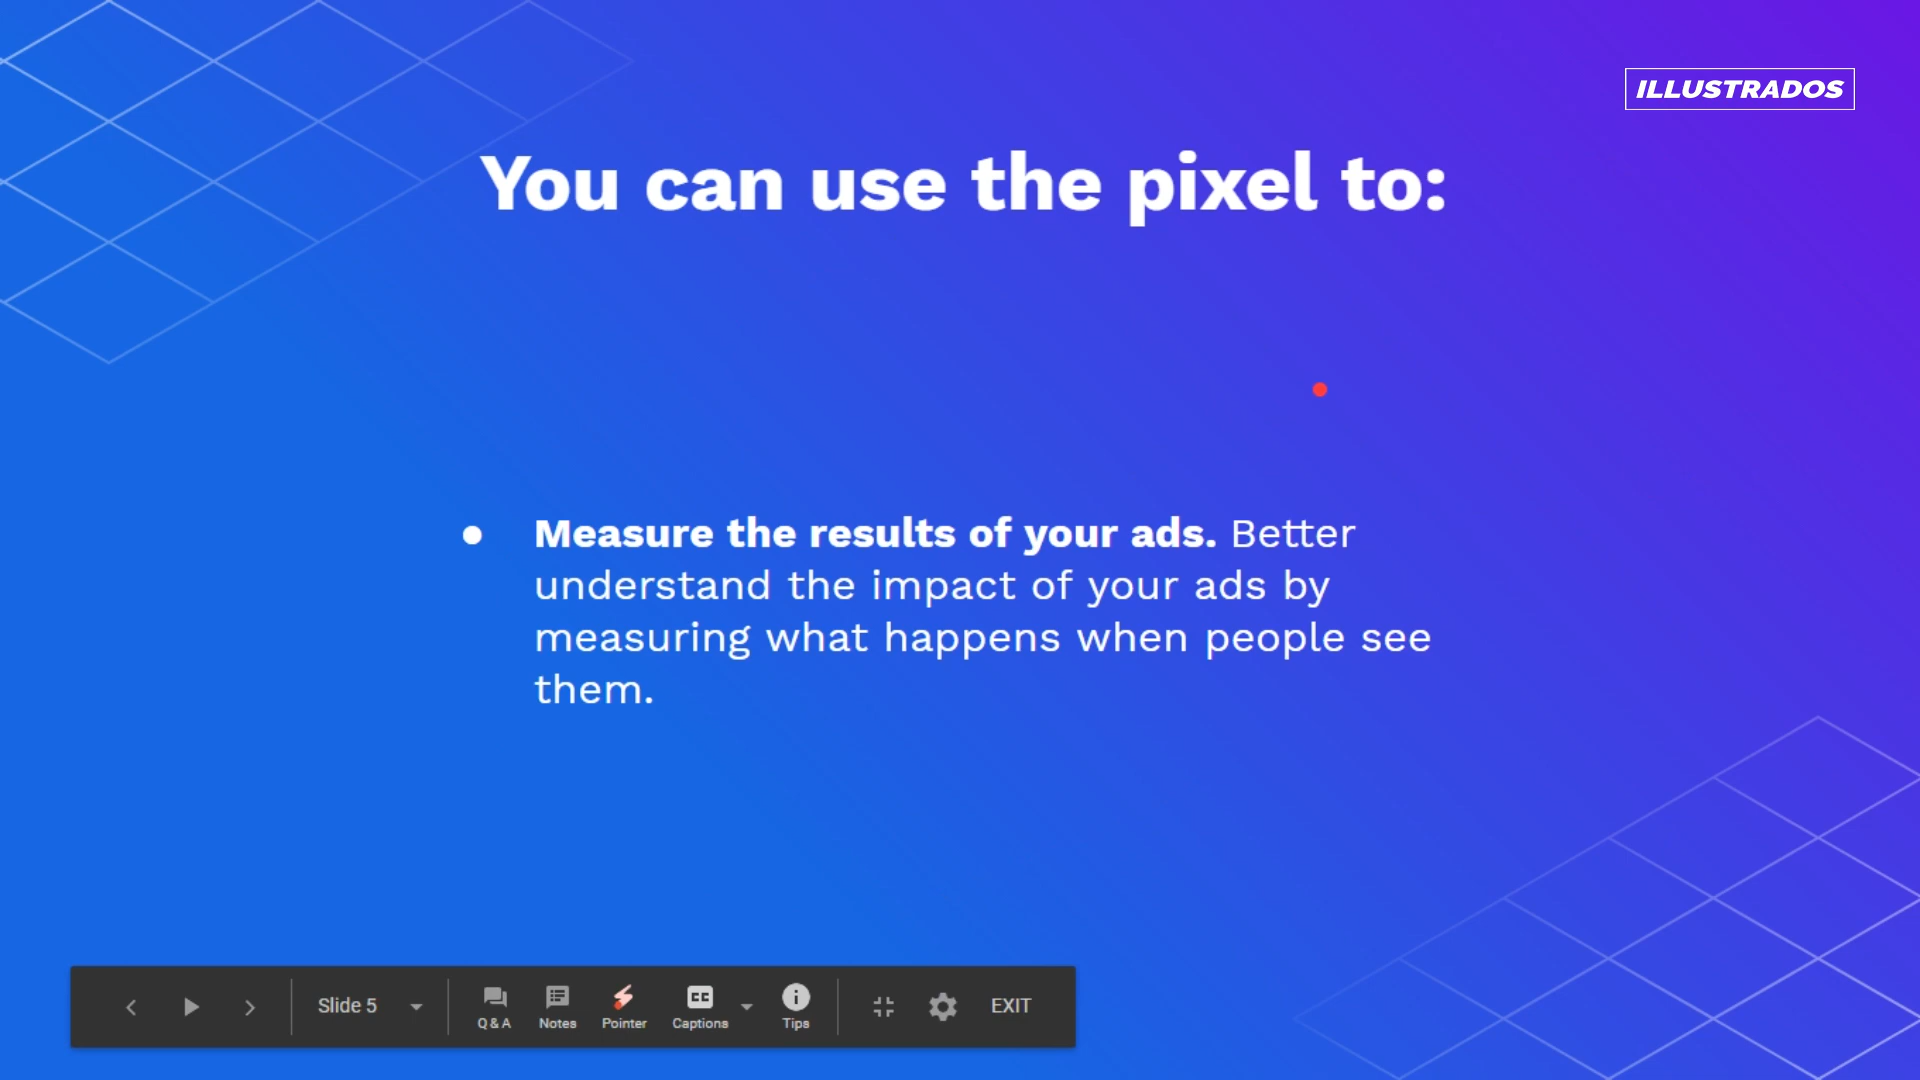 ILLUSTRADOS
You can use the pixel to:
● Measure the results of your ads. Better
understand the impact of your ads by
measuring what happens when people see
them.
Slide 5
Q & A
Notes
Pointer
CC
Captions
Tips
EXIT